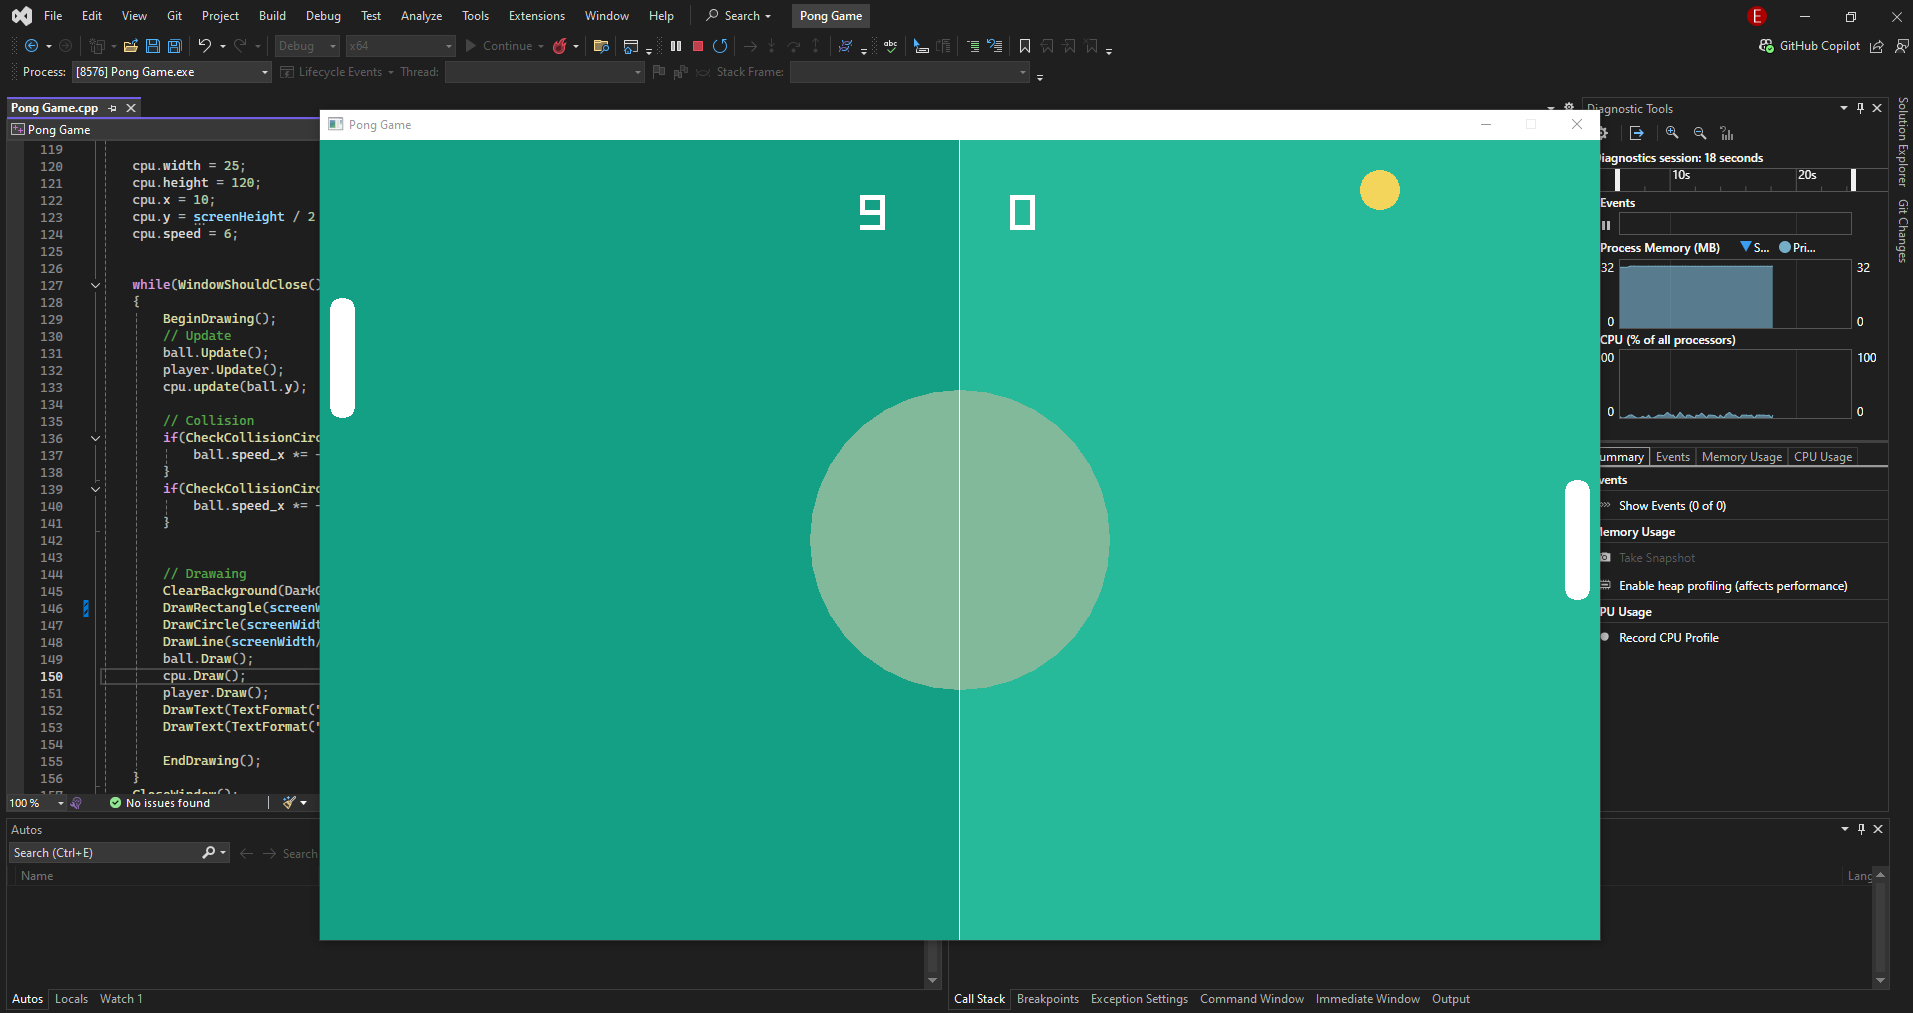 File Edit View Git Project Build Debug Test Analyze Tools Extensions Window Help Search Pong Game E
Debug x64 Continue abc GitHub Copilot
Process: [8576] Pong Game.exe Lifecycle Events Thread: Stack Frame:
Pong Game.cpp
Pong Game
119
120 cpu.width = 25;
121 cpu.height = 120;
122 cpu.x = 10;
123 cpu.y = screenHeight / 2
124 cpu.speed = 6;
125
126
127 while(WindowShouldClose()
128 {
129 BeginDrawing();
130 // Update
131 ball.Update();
132 player.Update();
133 cpu.update(ball.y);
134
135 // Collision
136 if(CheckCollisionCirc
137 ball.speed_x *= -
138 }
139 if(CheckCollisionCirc
140 ball.speed_x *= -
141 }
142
143
144 // Drawaing
145 ClearBackground(DarkG
146 DrawRectangle(screenW
147 DrawCircle(screenWidt
148 DrawLine(screenWidth/
149 ball.Draw();
150 cpu.Draw();
151 player.Draw();
152 DrawText(TextFormat("
153 DrawText(TextFormat("
154
155 EndDrawing();
156 }
157 CloseWindow();
100 % No issues found
Pong Game
9 0
Diagnostic Tools
Diagnostics session: 18 seconds
10s 20s
Events
Process Memory (MB) S... Pri...
32 32
0 0
CPU (% of all processors)
00 100
0 0
ummary Events Memory Usage CPU Usage
vents
Show Events (0 of 0)
Memory Usage
Take Snapshot
Enable heap profiling (affects performance)
PU Usage
Record CPU Profile
Solution Explorer
Git Changes
Autos
Search (Ctrl+E) Search
Name
Lang
Autos Locals Watch 1
Call Stack Breakpoints Exception Settings Command Window Immediate Window Output